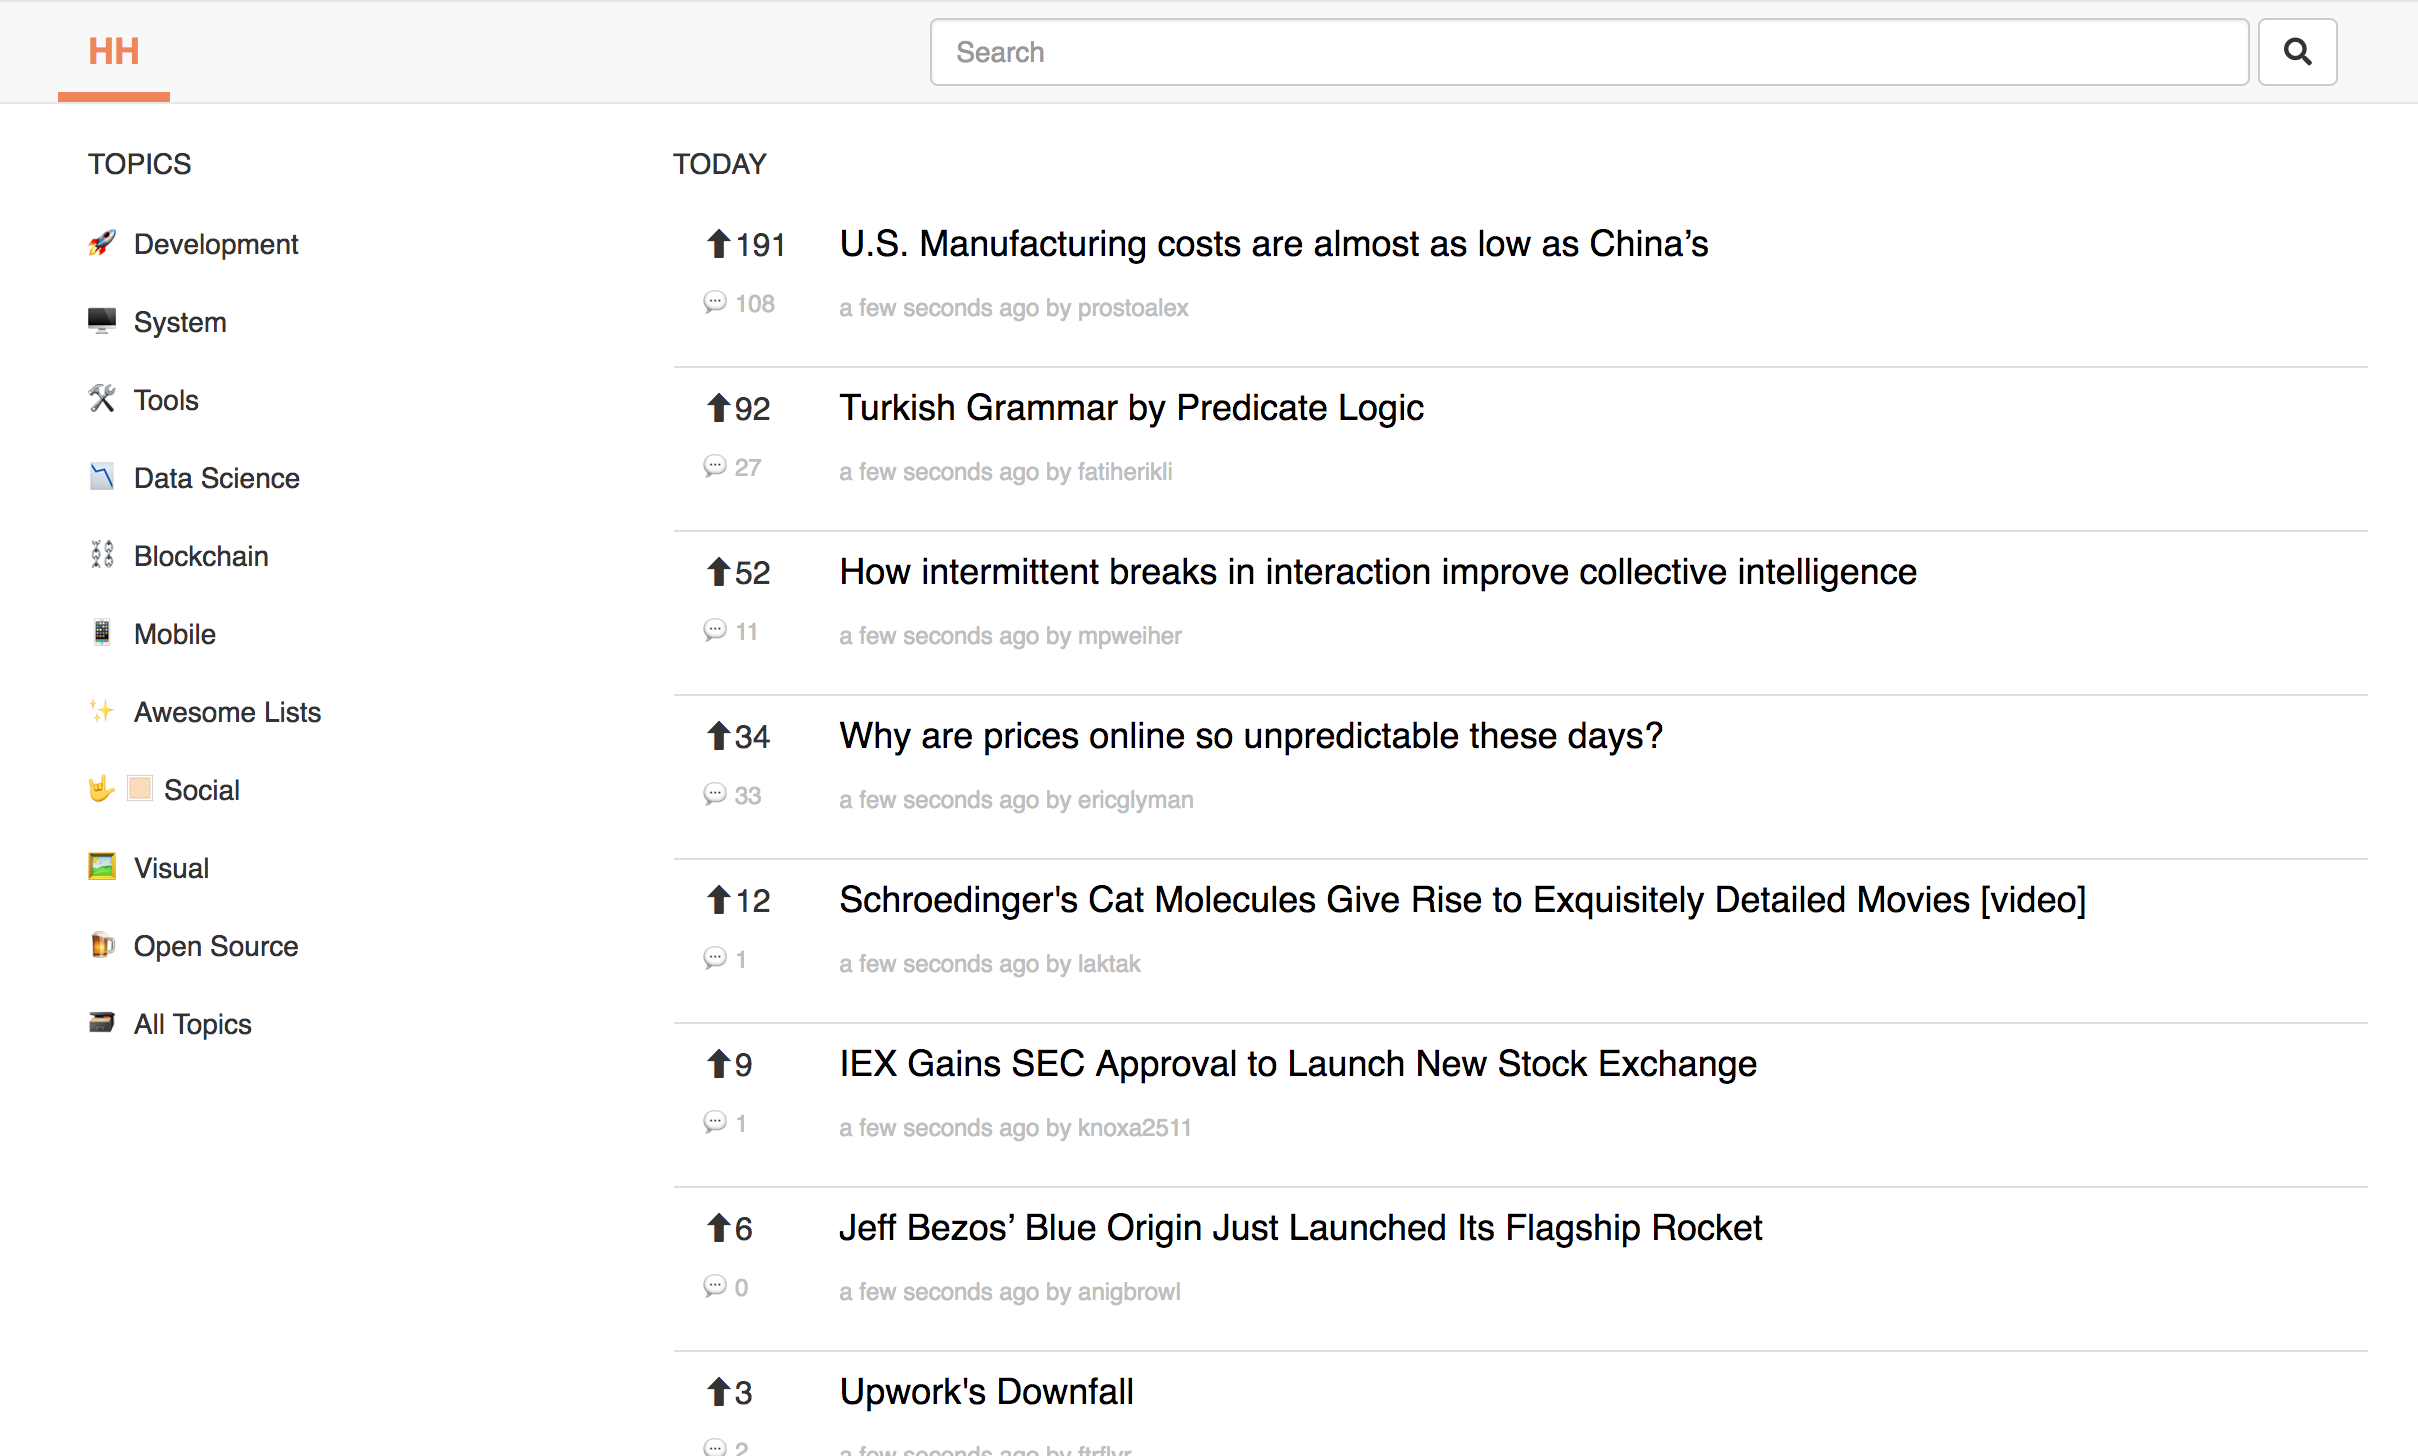 HH
Search
TOPICS
Development
System
Tools
Data Science
Blockchain
Mobile
Awesome Lists
Social
Visual
Open Source
All Topics
TODAY
191 U.S. Manufacturing costs are almost as low as China’s
108 a few seconds ago by prostoalex
92 Turkish Grammar by Predicate Logic
27 a few seconds ago by fatiherikli
52 How intermittent breaks in interaction improve collective intelligence
11 a few seconds ago by mpweiher
34 Why are prices online so unpredictable these days?
33 a few seconds ago by ericglyman
12 Schroedinger's Cat Molecules Give Rise to Exquisitely Detailed Movies [video]
1 a few seconds ago by laktak
9 IEX Gains SEC Approval to Launch New Stock Exchange
1 a few seconds ago by knoxa2511
6 Jeff Bezos’ Blue Origin Just Launched Its Flagship Rocket
0 a few seconds ago by anigbrowl
3 Upwork's Downfall
2 a few seconds ago by